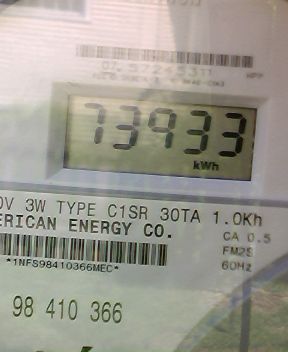 73933
kWh
0V 3W TYPE C1SR 30TA 1.0Kh
ERICAN ENERGY CO.
CA 0.5
FM2S
60Hz
*1NFS98410366MEC*
98 410 366